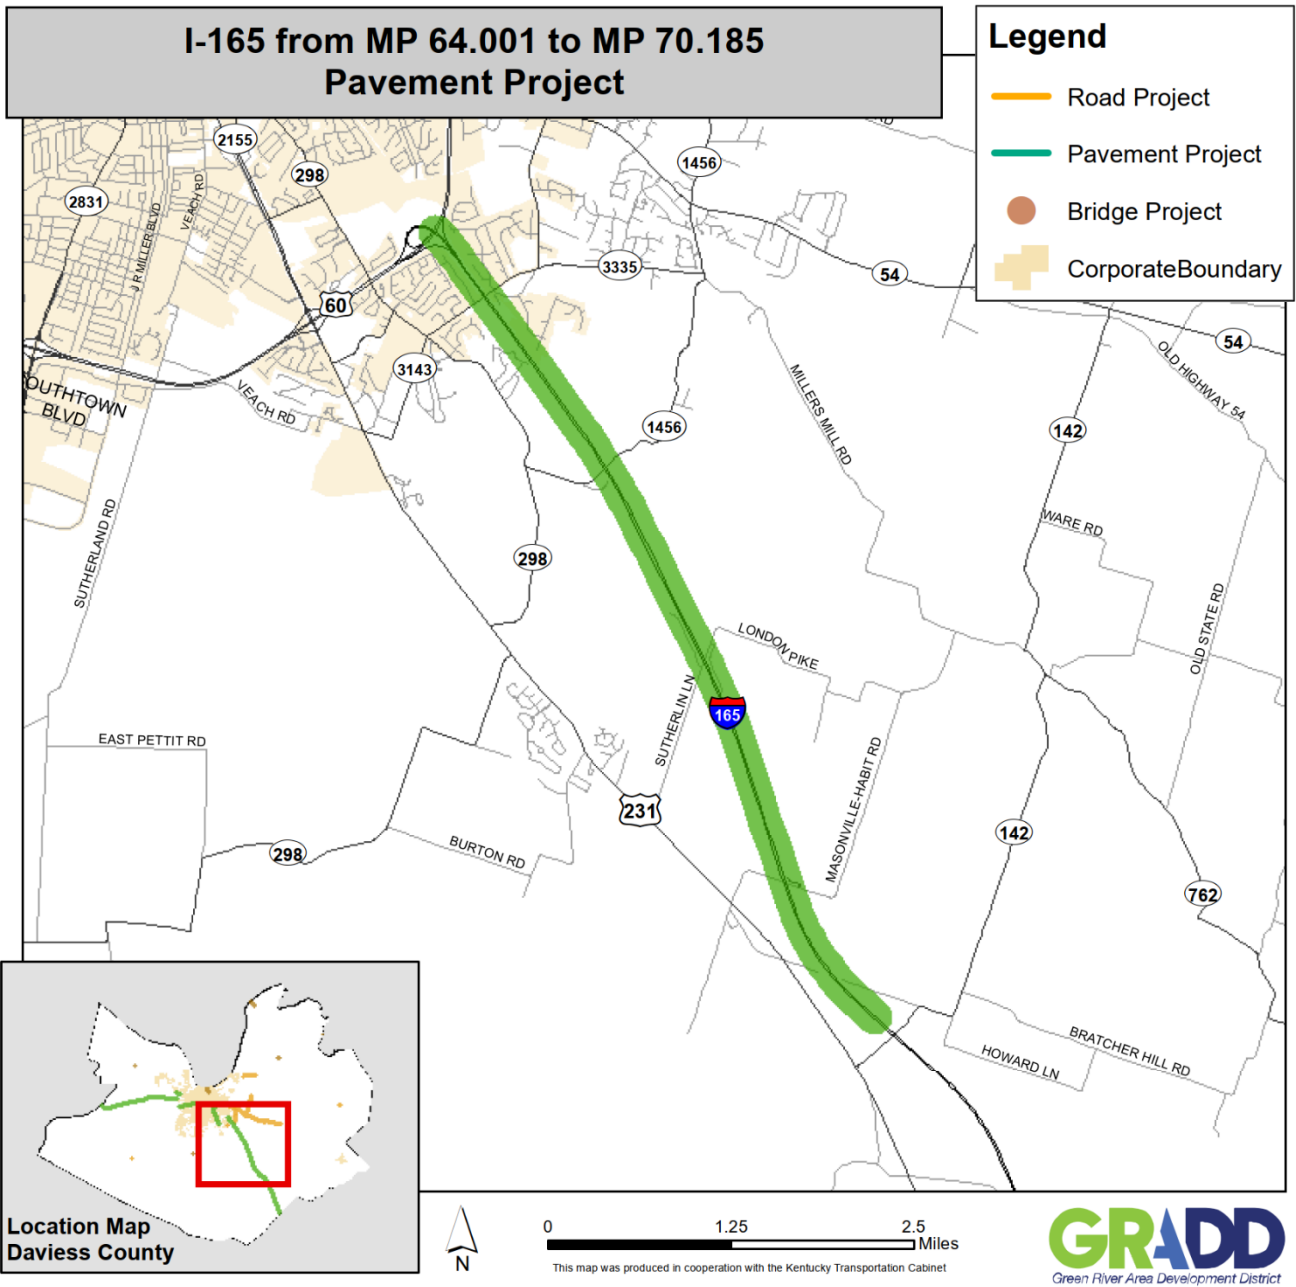 I-165 from MP 64.001 to MP 70.185
Pavement Project
Legend
Road Project
Pavement Project
Bridge Project
CorporateBoundary
2155
298
2831
VEACH RD
J R MILLER BLVD
1456
3335
54
60
54
OLD HIGHWAY 54
3143
OUTHTOWN
BLVD
VEACH RD
1456
MILLERS MILL RD
142
SUTHERLAND RD
WARE RD
298
OLD STATE RD
LONDON PIKE
165
SUTHERLIN LN
EAST PETTIT RD
MASONVILLE-HABIT RD
231
142
BURTON RD
298
762
HOWARD LN
BRATCHER HILL RD
Location Map
Daviess County
N
0 1.25 2.5
Miles
This map was produced in cooperation with the Kentucky Transportation Cabinet
GRADD
Green River Area Development District